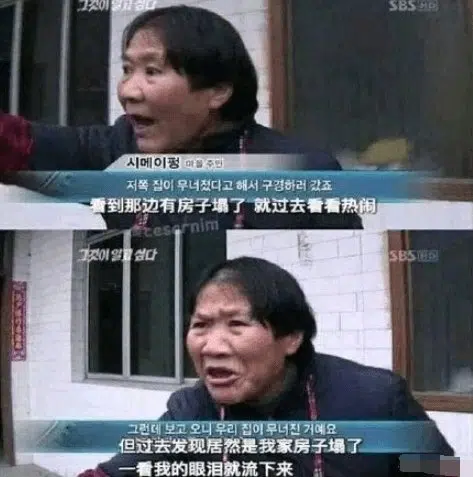 그것이 알고 싶다
SBS
시메이펑 마을 주민
저쪽 집이 무너졌다고 해서 구경하러 갔죠
看到那边有房子塌了 就过去看看热闹
그것이 알고 싶다
SBS
그런데 보고 오니 우리 집이 무너진 거예요
但过去发现居然是我家房子塌了
一看我的眼泪就流下来